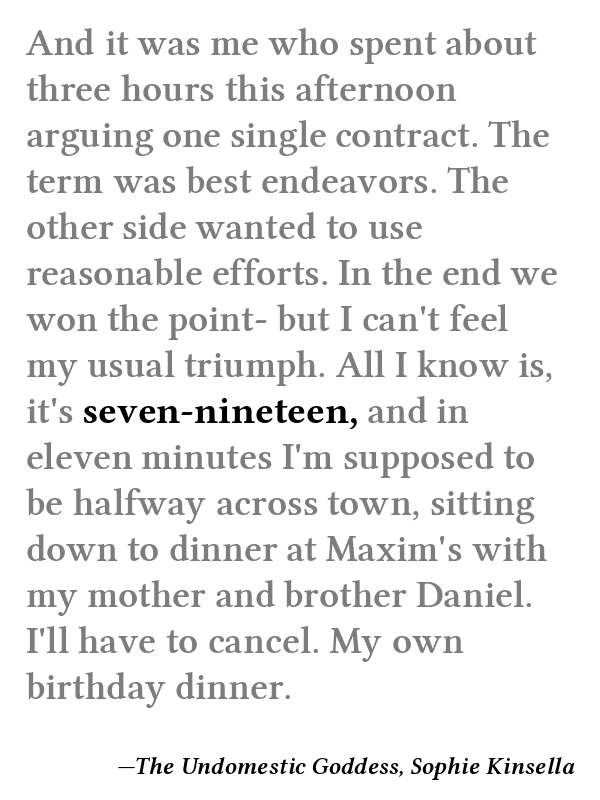 And it was me who spent about
three hours this afternoon
arguing one single contract. The
term was best endeavors. The
other side wanted to use
reasonable efforts. In the end we
won the point- but I can't feel
my usual triumph. All I know is,
it's seven-nineteen, and in
eleven minutes I'm supposed to
be halfway across town, sitting
down to dinner at Maxim's with
my mother and brother Daniel.
I'll have to cancel. My own
birthday dinner.
—The Undomestic Goddess, Sophie Kinsella